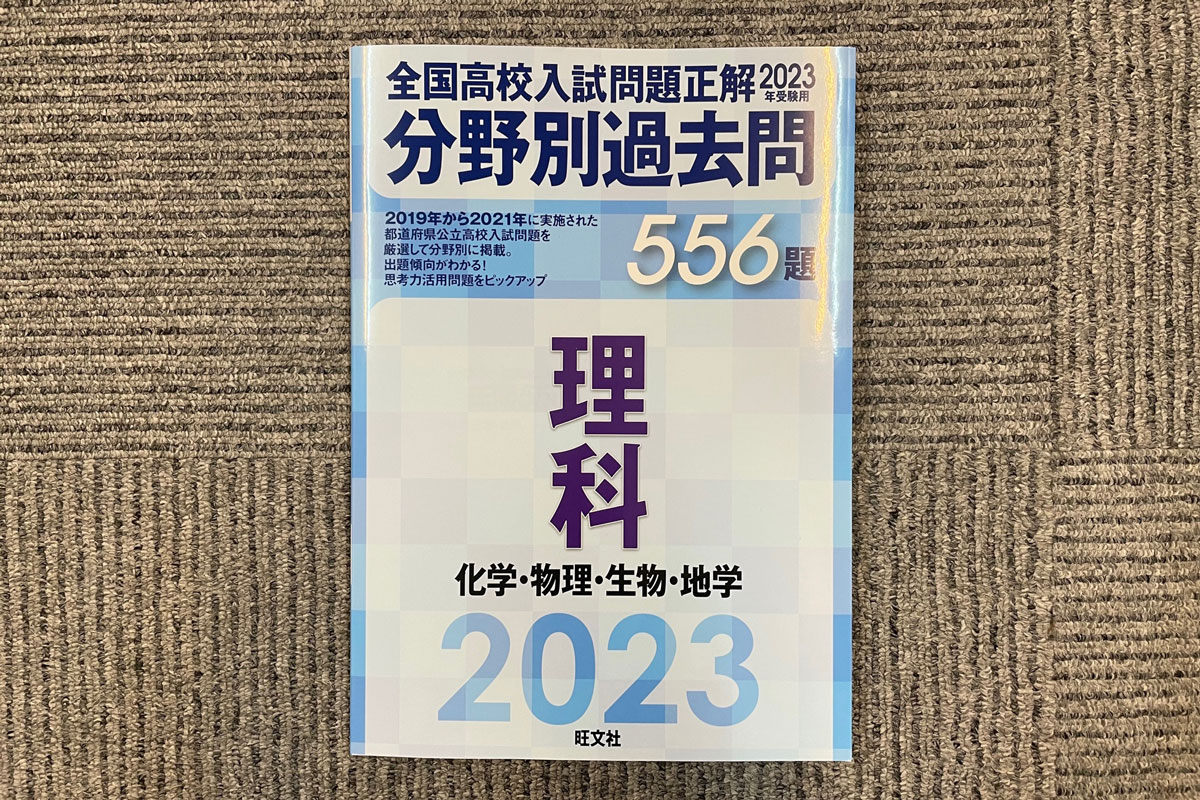 全国高校入試問題正解 2023年受験用
分野別過去問
2019年から2021年に実施された
都道府県公立高校入試問題を
厳選して分野別に掲載。
出題傾向がわかる!
思考力活用問題をピックアップ
556題
理科
化学・物理・生物・地学
2023
旺文社